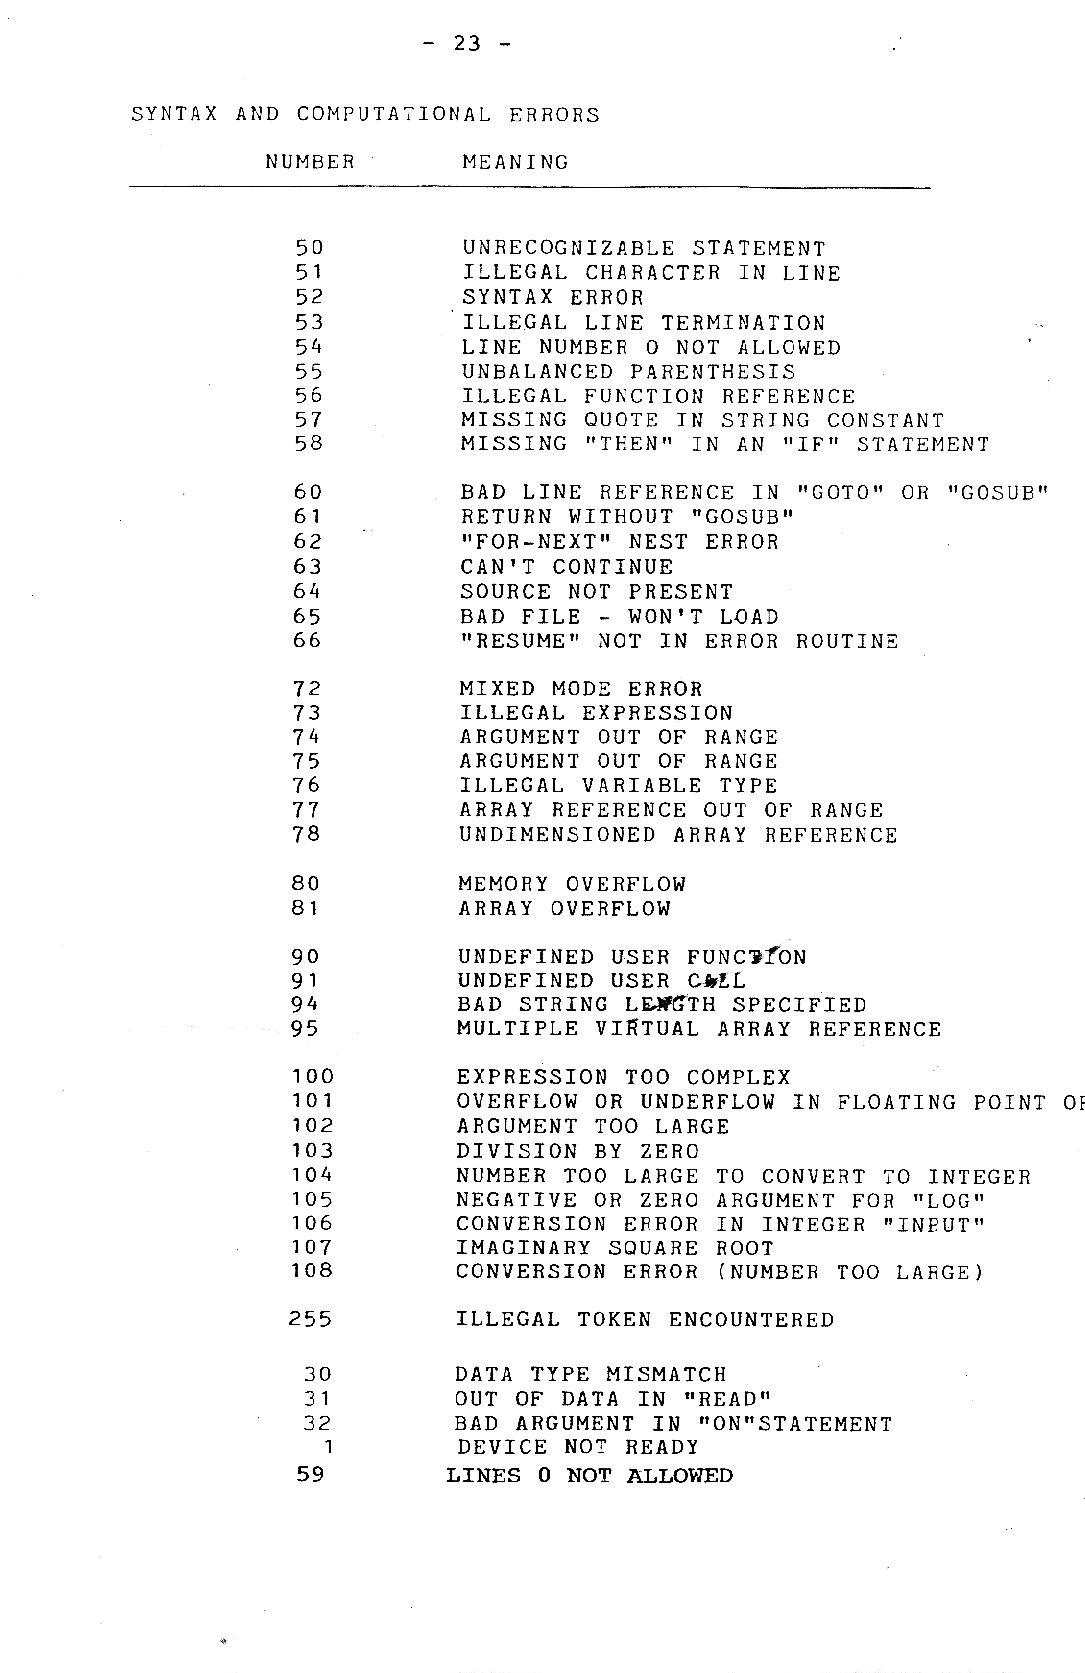 - 23 -
SYNTAX AND COMPUTATIONAL ERRORS
NUMBER MEANING
50 UNRECOGNIZABLE STATEMENT
51 ILLEGAL CHARACTER IN LINE
52 SYNTAX ERROR
53 ILLEGAL LINE TERMINATION
54 LINE NUMBER 0 NOT ALLOWED
55 UNBALANCED PARENTHESIS
56 ILLEGAL FUNCTION REFERENCE
57 MISSING QUOTE IN STRING CONSTANT
58 MISSING "THEN" IN AN "IF" STATEMENT
60 BAD LINE REFERENCE IN "GOTO" OR "GOSUB"
61 RETURN WITHOUT "GOSUB"
62 "FOR-NEXT" NEST ERROR
63 CAN'T CONTINUE
64 SOURCE NOT PRESENT
65 BAD FILE - WON'T LOAD
66 "RESUME" NOT IN ERROR ROUTINE
72 MIXED MODE ERROR
73 ILLEGAL EXPRESSION
74 ARGUMENT OUT OF RANGE
75 ARGUMENT OUT OF RANGE
76 ILLEGAL VARIABLE TYPE
77 ARRAY REFERENCE OUT OF RANGE
78 UNDIMENSIONED ARRAY REFERENCE
80 MEMORY OVERFLOW
81 ARRAY OVERFLOW
90 UNDEFINED USER FUNCTION
91 UNDEFINED USER CALL
94 BAD STRING LENGTH SPECIFIED
95 MULTIPLE VIRTUAL ARRAY REFERENCE
100 EXPRESSION TOO COMPLEX
101 OVERFLOW OR UNDERFLOW IN FLOATING POINT
102 ARGUMENT TOO LARGE
103 DIVISION BY ZERO
104 NUMBER TOO LARGE TO CONVERT TO INTEGER
105 NEGATIVE OR ZERO ARGUMENT FOR "LOG"
106 CONVERSION ERROR IN INTEGER "INPUT"
107 IMAGINARY SQUARE ROOT
108 CONVERSION ERROR (NUMBER TOO LARGE)
255 ILLEGAL TOKEN ENCOUNTERED
30 DATA TYPE MISMATCH
31 OUT OF DATA IN "READ"
32 BAD ARGUMENT IN "ON"STATEMENT
1 DEVICE NOT READY
59 LINES 0 NOT ALLOWED